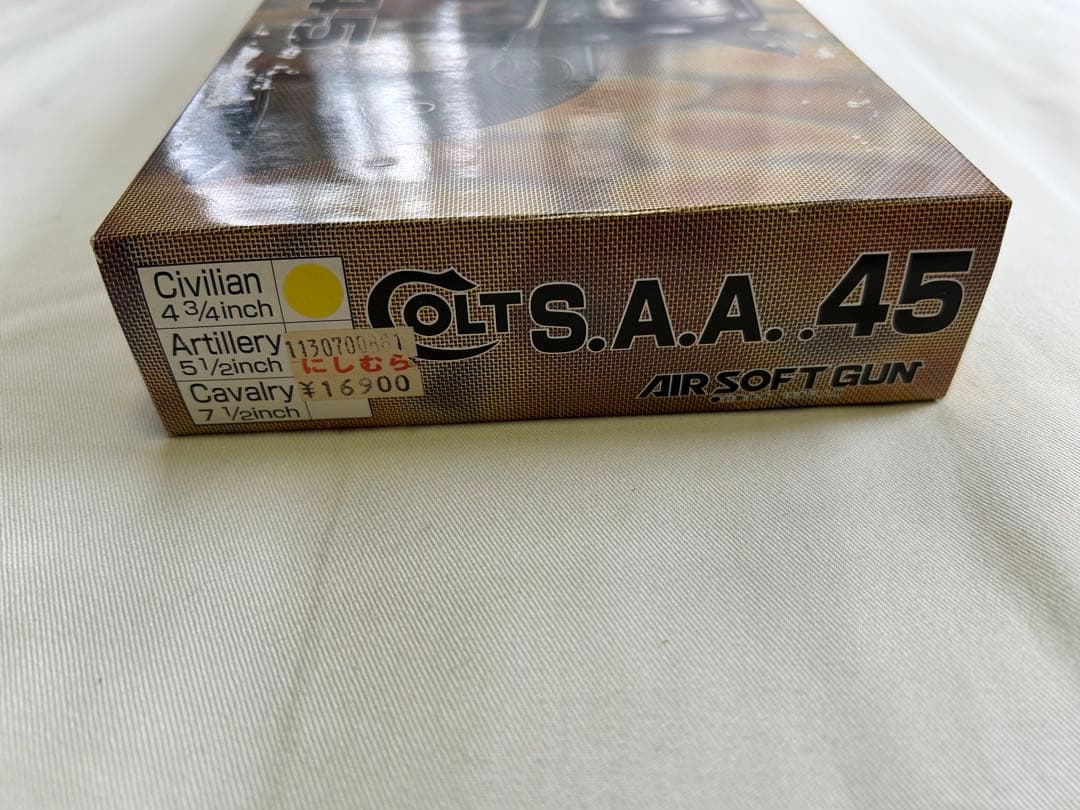 45
Civilian
4 3/4inch
Artillery
5 1/2inch
Cavalry
7 1/2inch
にしむら
¥16900
COLT S.A.A. .45
AIR SOFT GUN